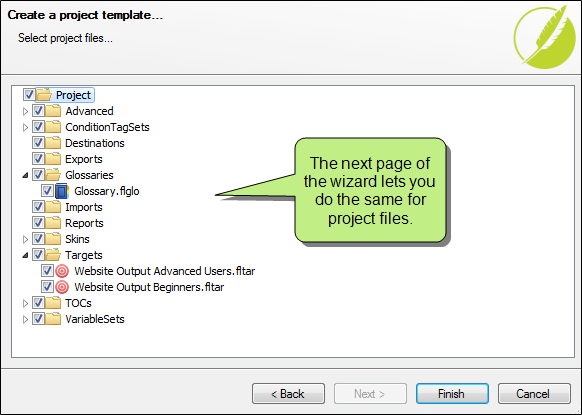 Create a project template...
Select project files...
Project
Advanced
ConditionTagSets
Destinations
Exports
Glossaries
Glossary.flglo
Imports
Reports
Skins
Targets
Website Output Advanced Users.fltar
Website Output Beginners.fltar
TOCs
VariableSets
The next page of
the wizard lets you
do the same for
project files.
< Back
Next >
Finish
Cancel